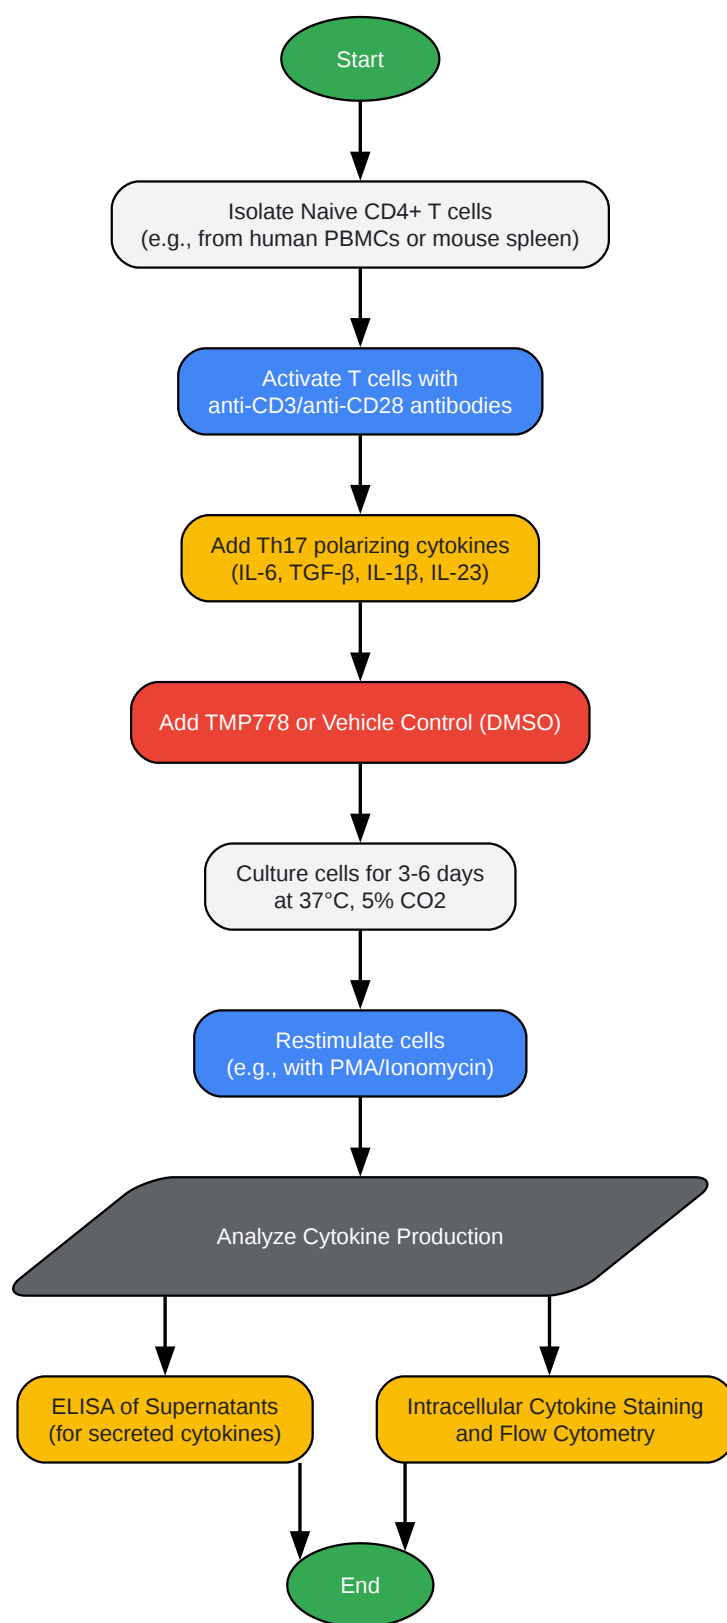 Start
Isolate Naive CD4+ T cells
(e.g., from human PBMCs or mouse spleen)
Activate T cells with
anti-CD3/anti-CD28 antibodies
Add Th17 polarizing cytokines
(IL-6, TGF-β, IL-1β, IL-23)
Add TMP778 or Vehicle Control (DMSO)
Culture cells for 3-6 days
at 37°C, 5% CO2
Restimulate cells
(e.g., with PMA/Ionomycin)
Analyze Cytokine Production
ELISA of Supernatants
(for secreted cytokines)
Intracellular Cytokine Staining
and Flow Cytometry
End